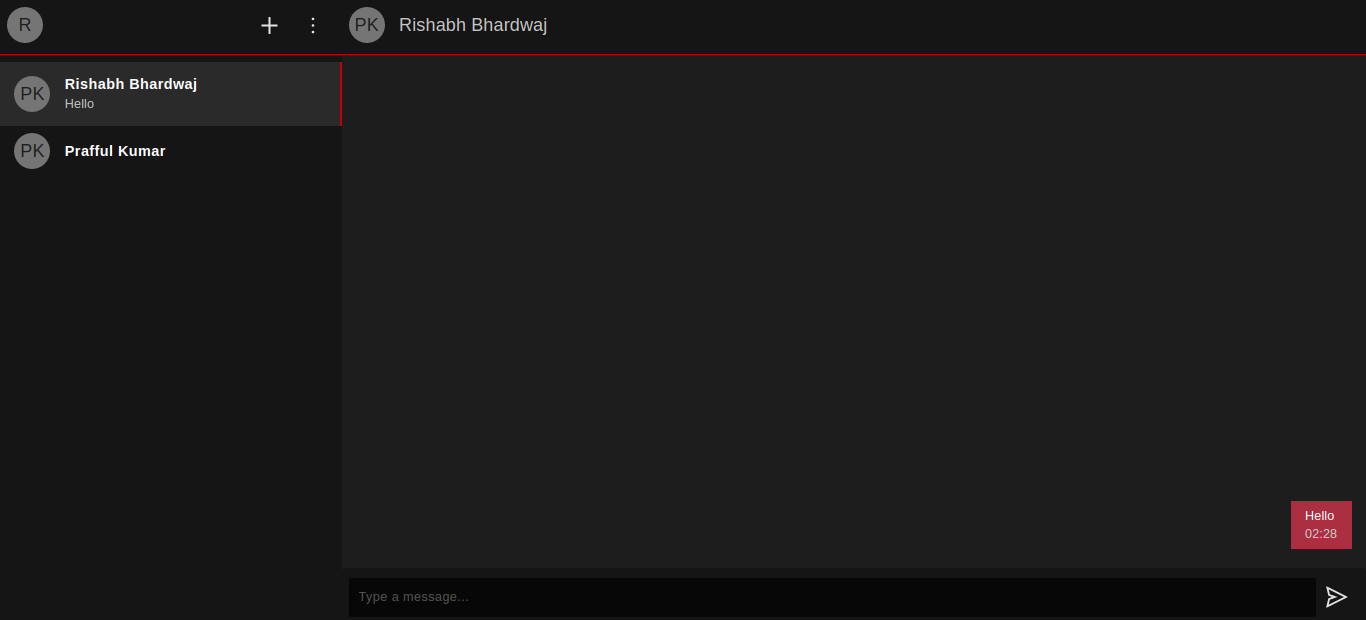 R
PK Rishabh Bhardwaj
PK
Rishabh Bhardwaj
Hello
PK
Prafful Kumar
Hello
02:28
Type a message...